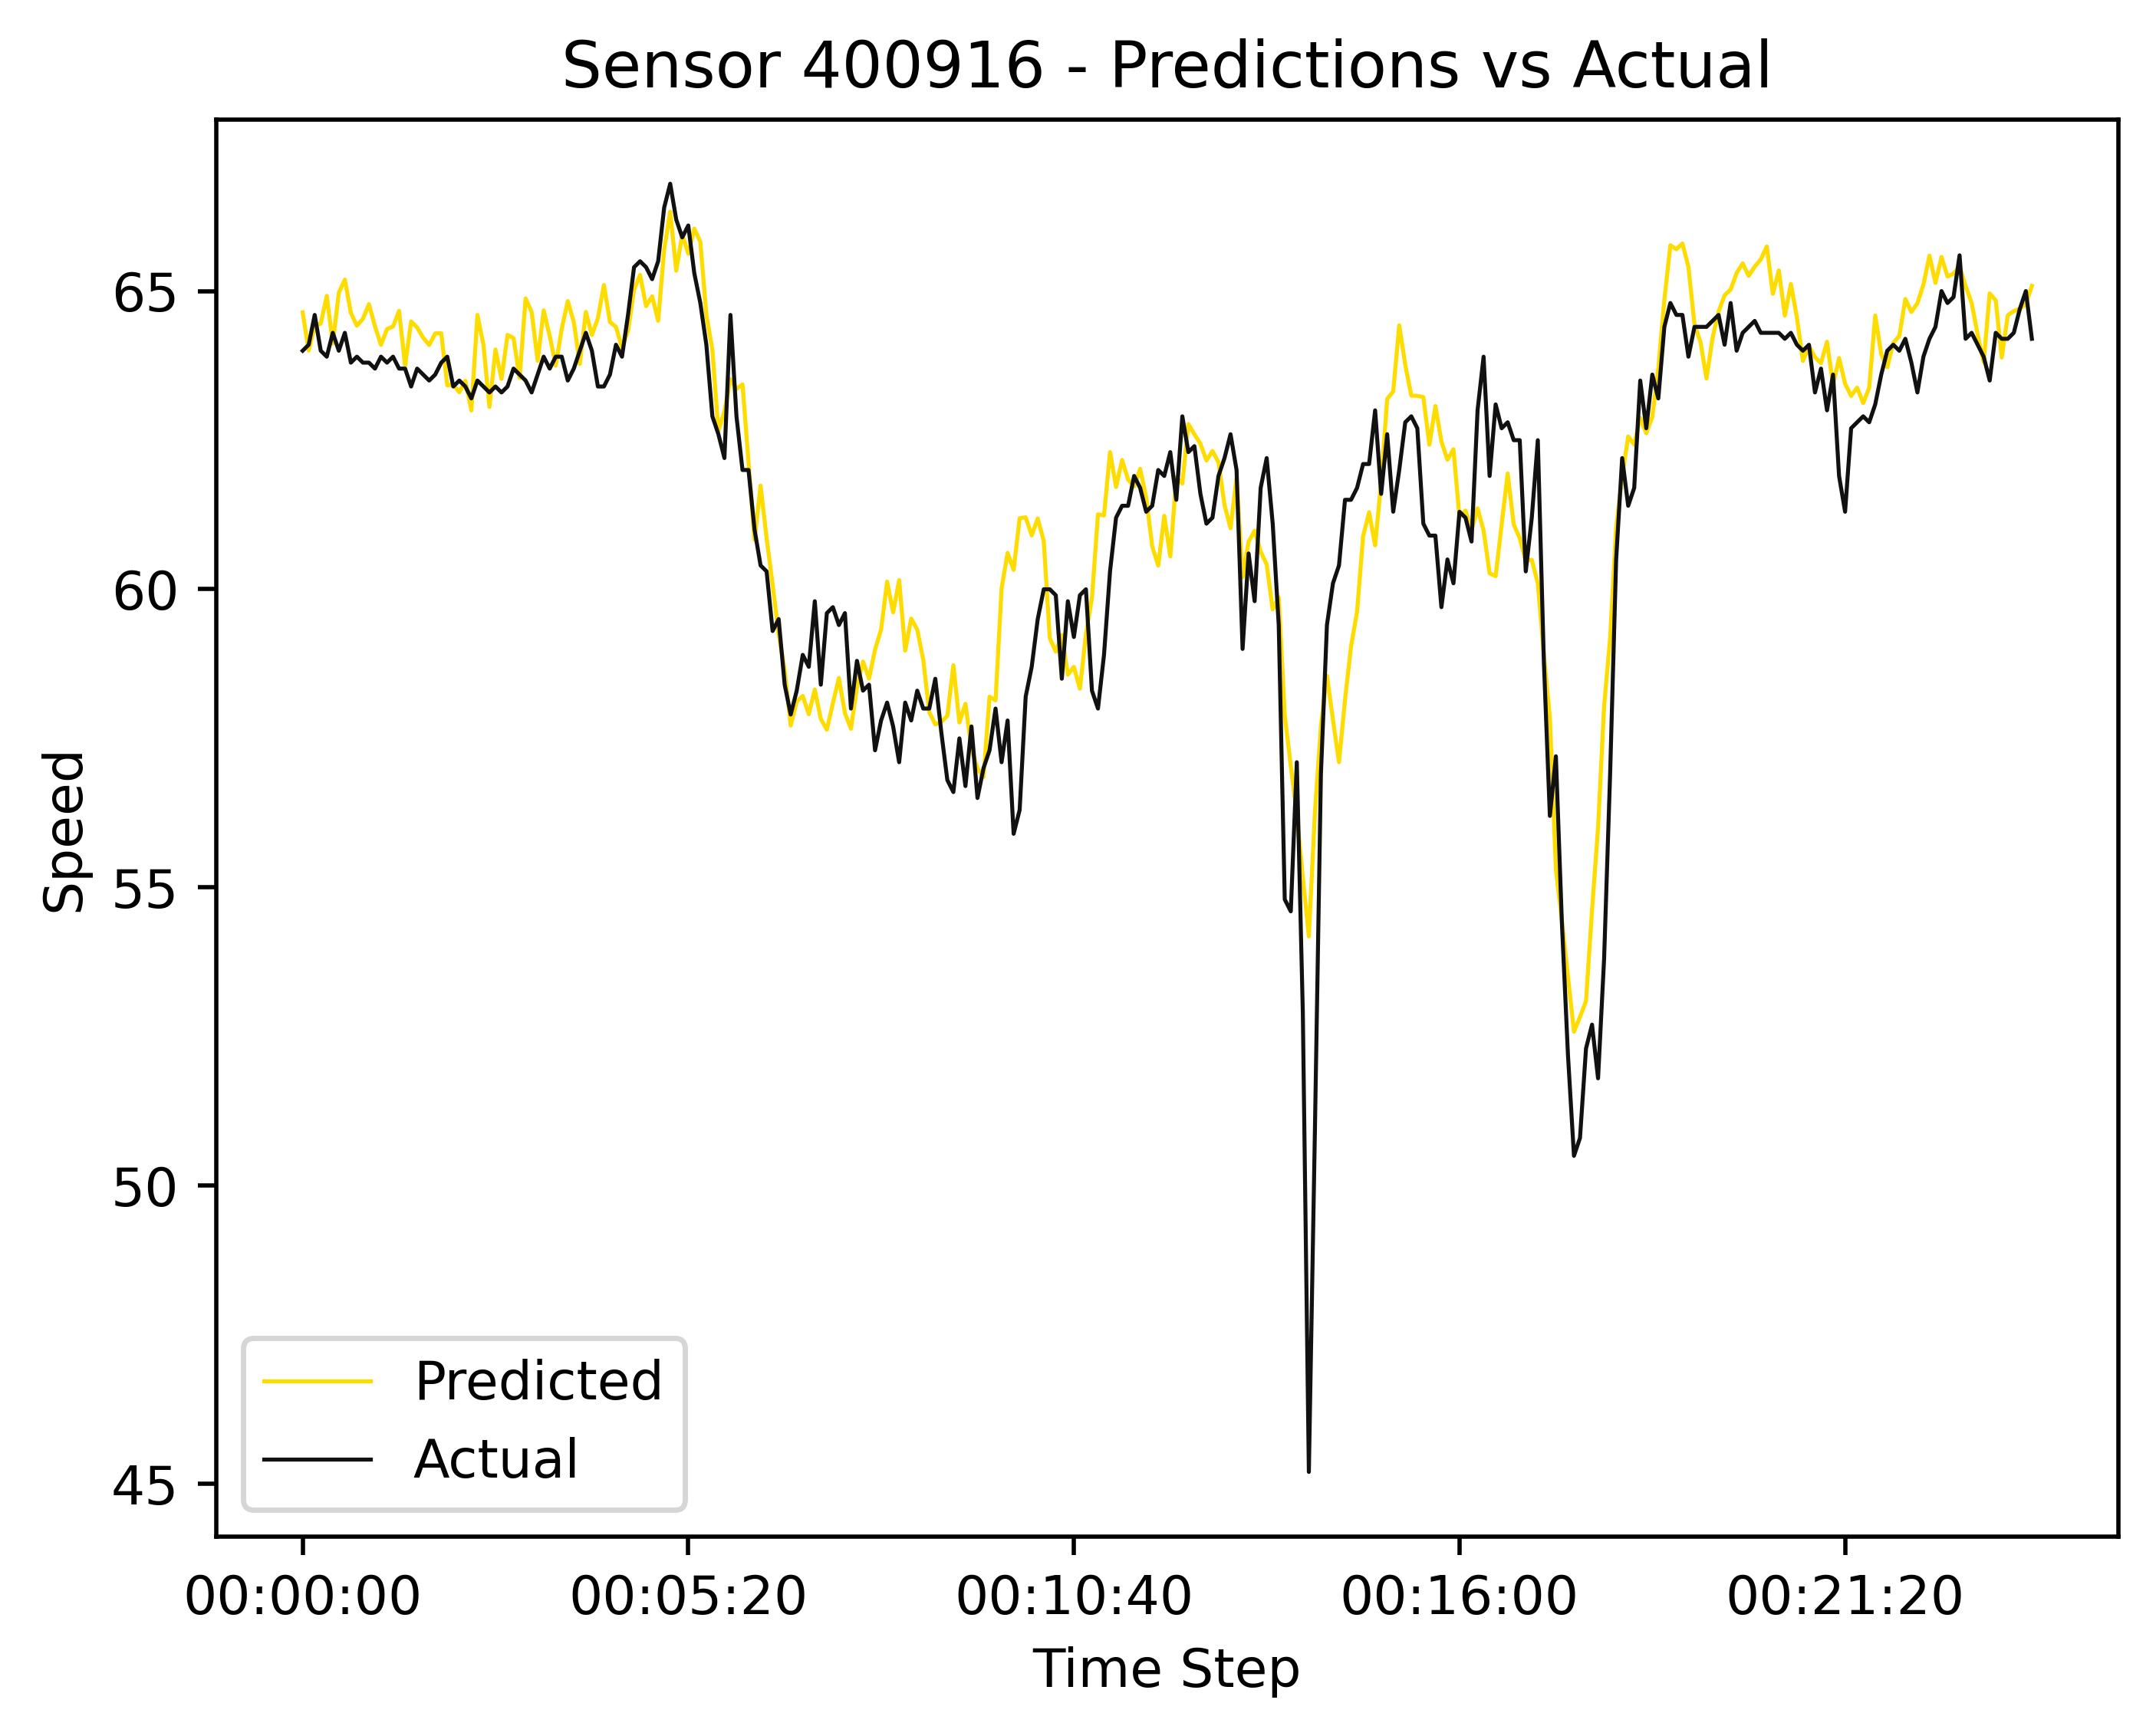 Sensor 400916 - Predictions vs Actual
Speed
65
60
55
50
45
Predicted
Actual
00:00:00 00:05:20 00:10:40 00:16:00 00:21:20
Time Step